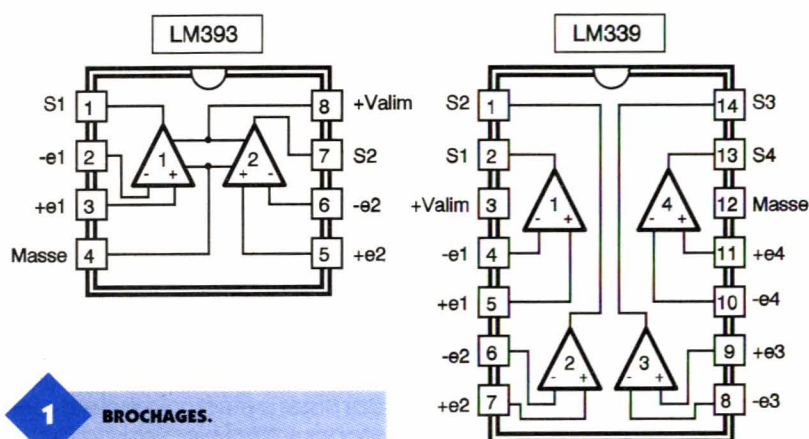 LM393
S1 1 8 +Valim
-e1 2 7 S2
+e1 3 6 -e2
Masse 4 5 +e2
1 2
- + + -
LM339
S2 1 14 S3
S1 2 13 S4
+Valim 3 12 Masse
-e1 4 11 +e4
+e1 5 10 -e4
-e2 6 9 +e3
+e2 7 8 -e3
1 4
- + - +
2 3
- + - +
1 BROCHAGES.